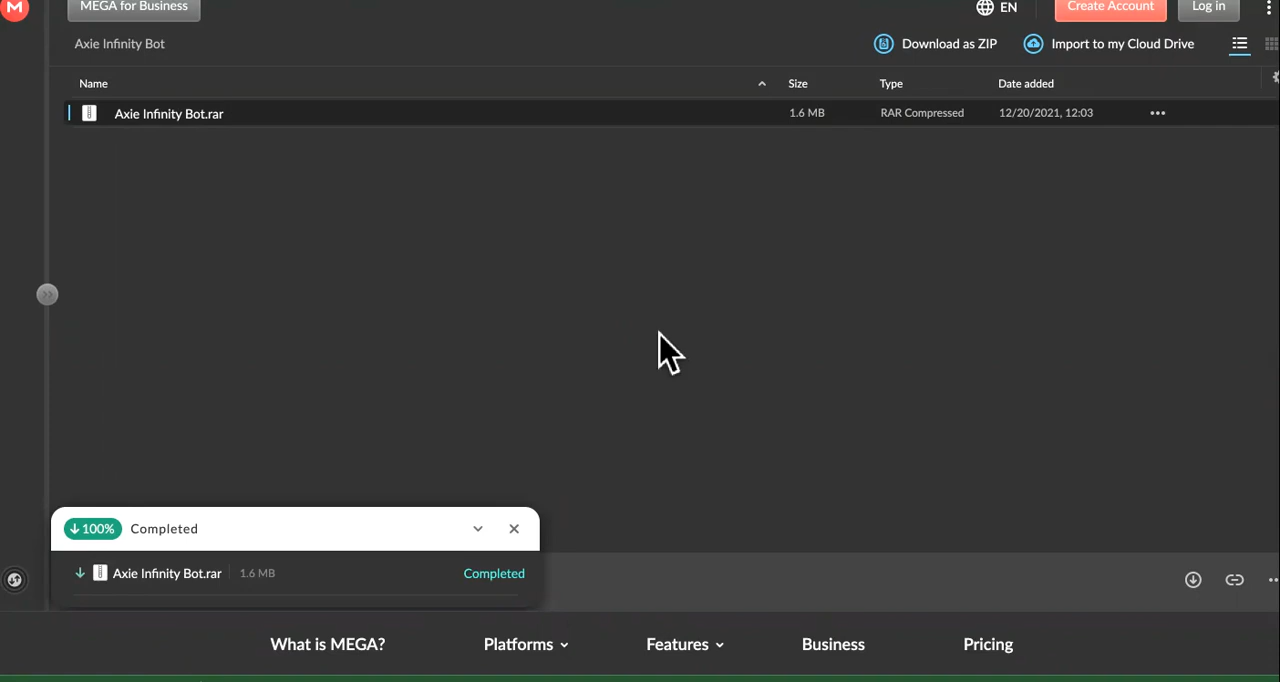 M
MEGA for Business
EN
Create Account
Log in
Axie Infinity Bot
Download as ZIP
Import to my Cloud Drive
Name
Size
Type
Date added
Axie Infinity Bot.rar
1.6 MB
RAR Compressed
12/20/2021, 12:03
100%
Completed
Axie Infinity Bot.rar
1.6 MB
Completed
What is MEGA?
Platforms
Features
Business
Pricing